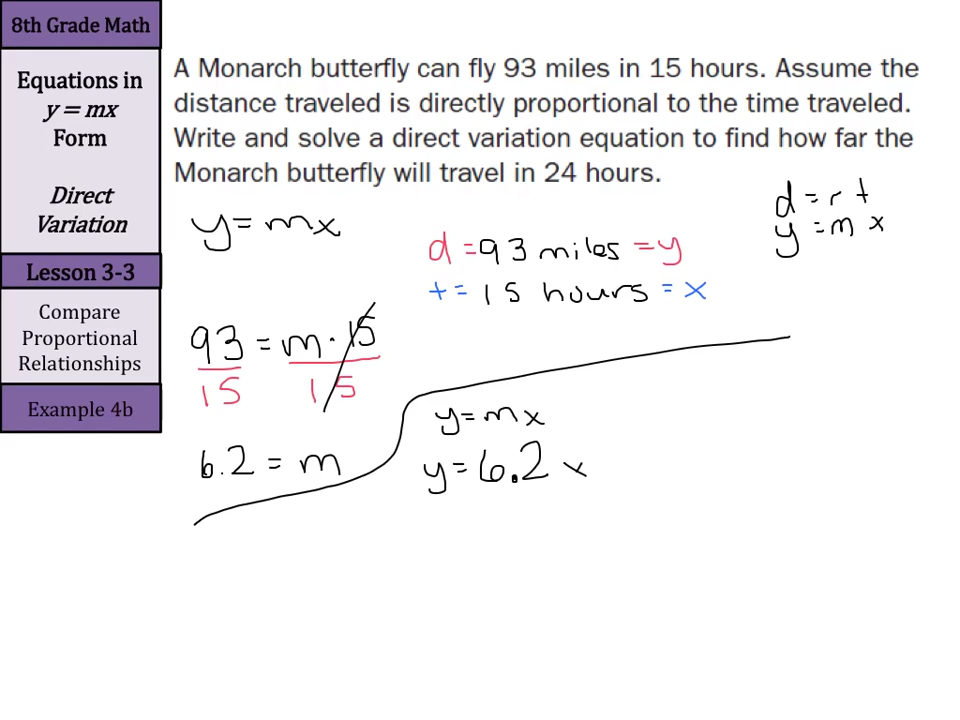 8th Grade Math
Equations in
y = mx
Form
Direct
Variation
Lesson 3-3
Compare
Proportional
Relationships
Example 4b
A Monarch butterfly can fly 93 miles in 15 hours. Assume the
distance traveled is directly proportional to the time traveled.
Write and solve a direct variation equation to find how far the
Monarch butterfly will travel in 24 hours.
d = r t
y = m x
y = mx
d = 93 miles = y
t = 15 hours = x
93 = m · 15
15 15
6.2 = m
y = mx
y = 6.2 x